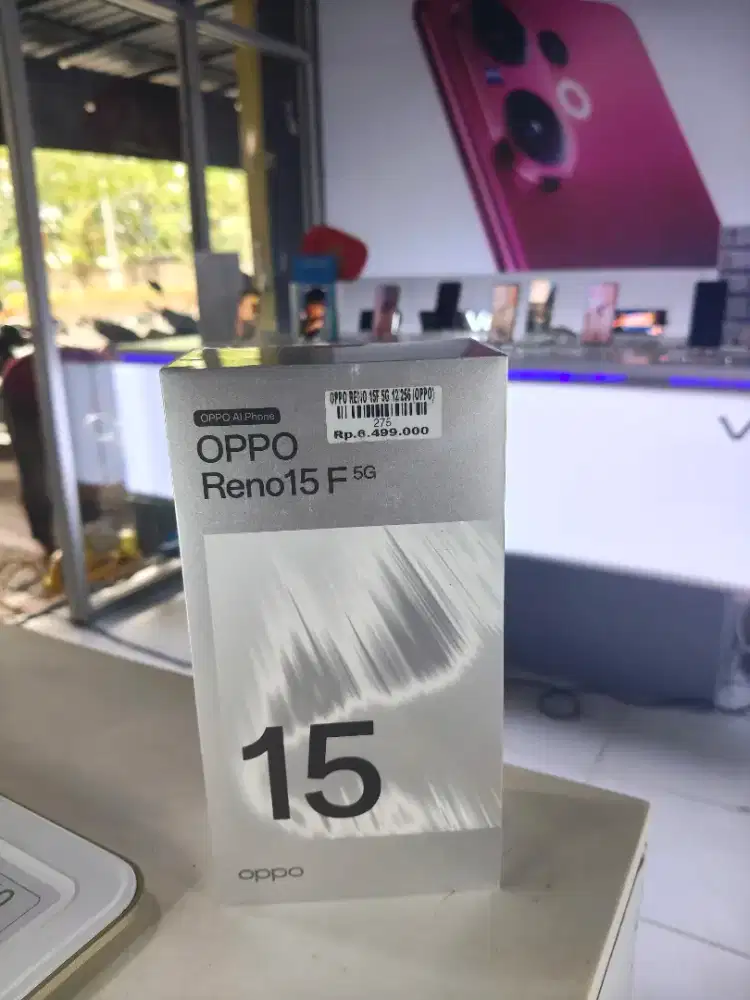 OPPO RENO 15F 5G 12/256 (OPPO)
275
Rp.6.499.000
OPPO AI Phone
OPPO
Reno15 F 5G
15
oppo